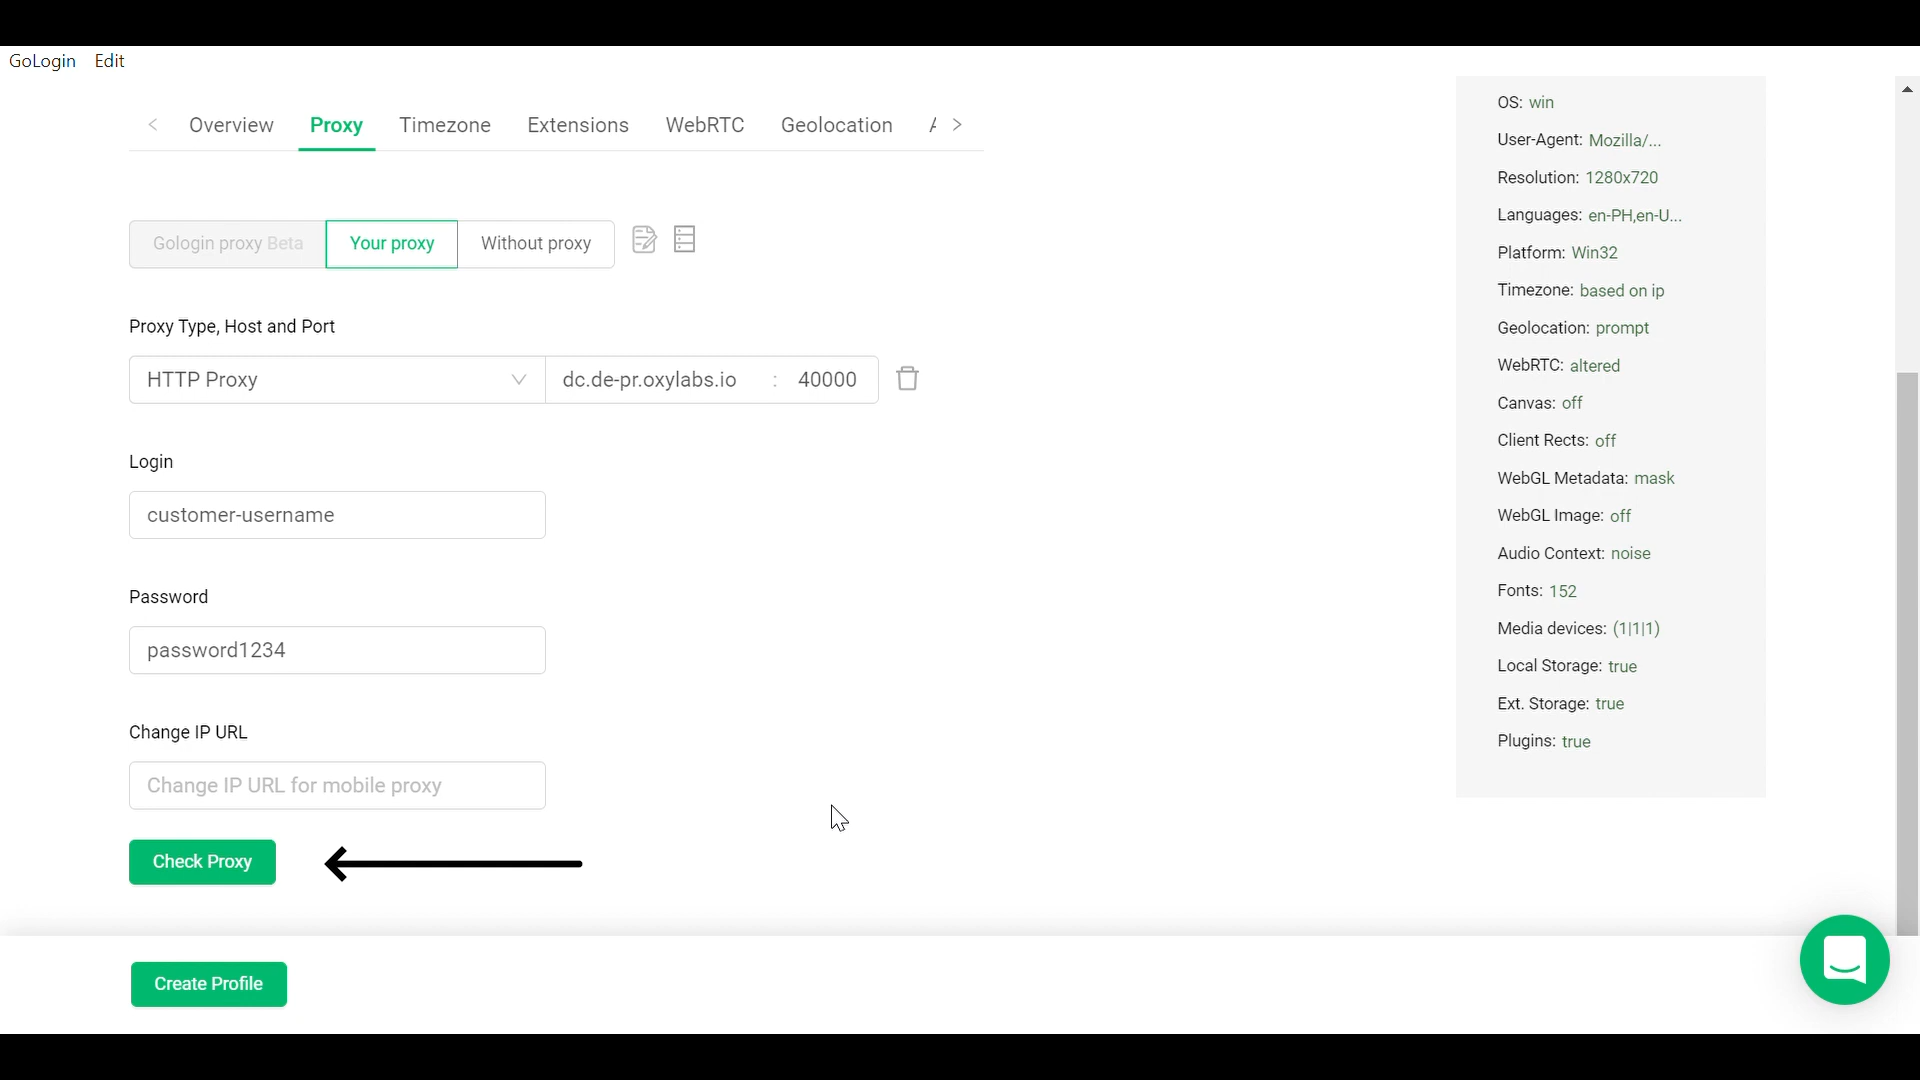 GoLogin Edit
Overview Proxy Timezone Extensions WebRTC Geolocation
Gologin proxy Beta Your proxy Without proxy
Proxy Type, Host and Port
HTTP Proxy dc.de-pr.oxylabs.io : 40000
Login
customer-username
Password
password1234
Change IP URL
Change IP URL for mobile proxy
Check Proxy
Create Profile
OS: win
User-Agent: Mozilla/...
Resolution: 1280x720
Languages: en-PH,en-U...
Platform: Win32
Timezone: based on ip
Geolocation: prompt
WebRTC: altered
Canvas: off
Client Rects: off
WebGL Metadata: mask
WebGL Image: off
Audio Context: noise
Fonts: 152
Media devices: (1|1|1)
Local Storage: true
Ext. Storage: true
Plugins: true